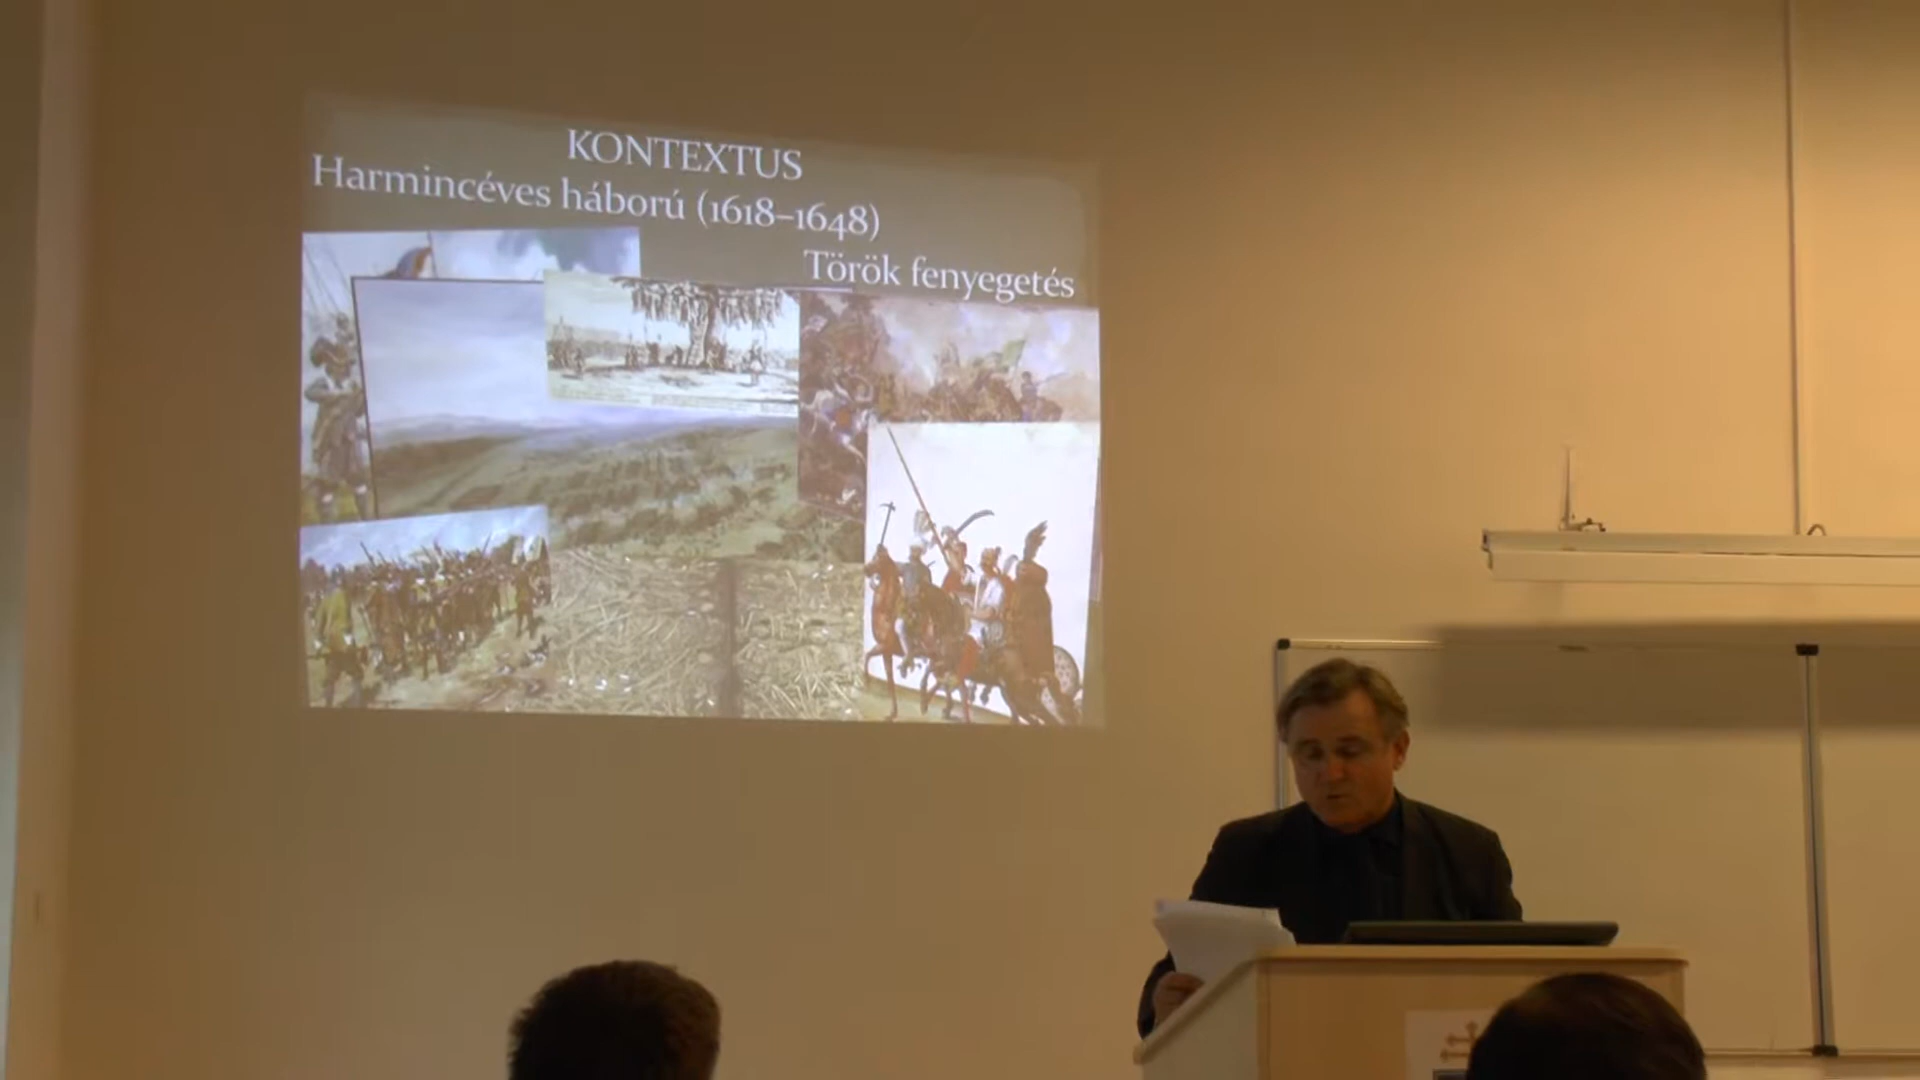 KONTEXTUS
Harmincéves háború (1618–1648)
Török fenyegetés